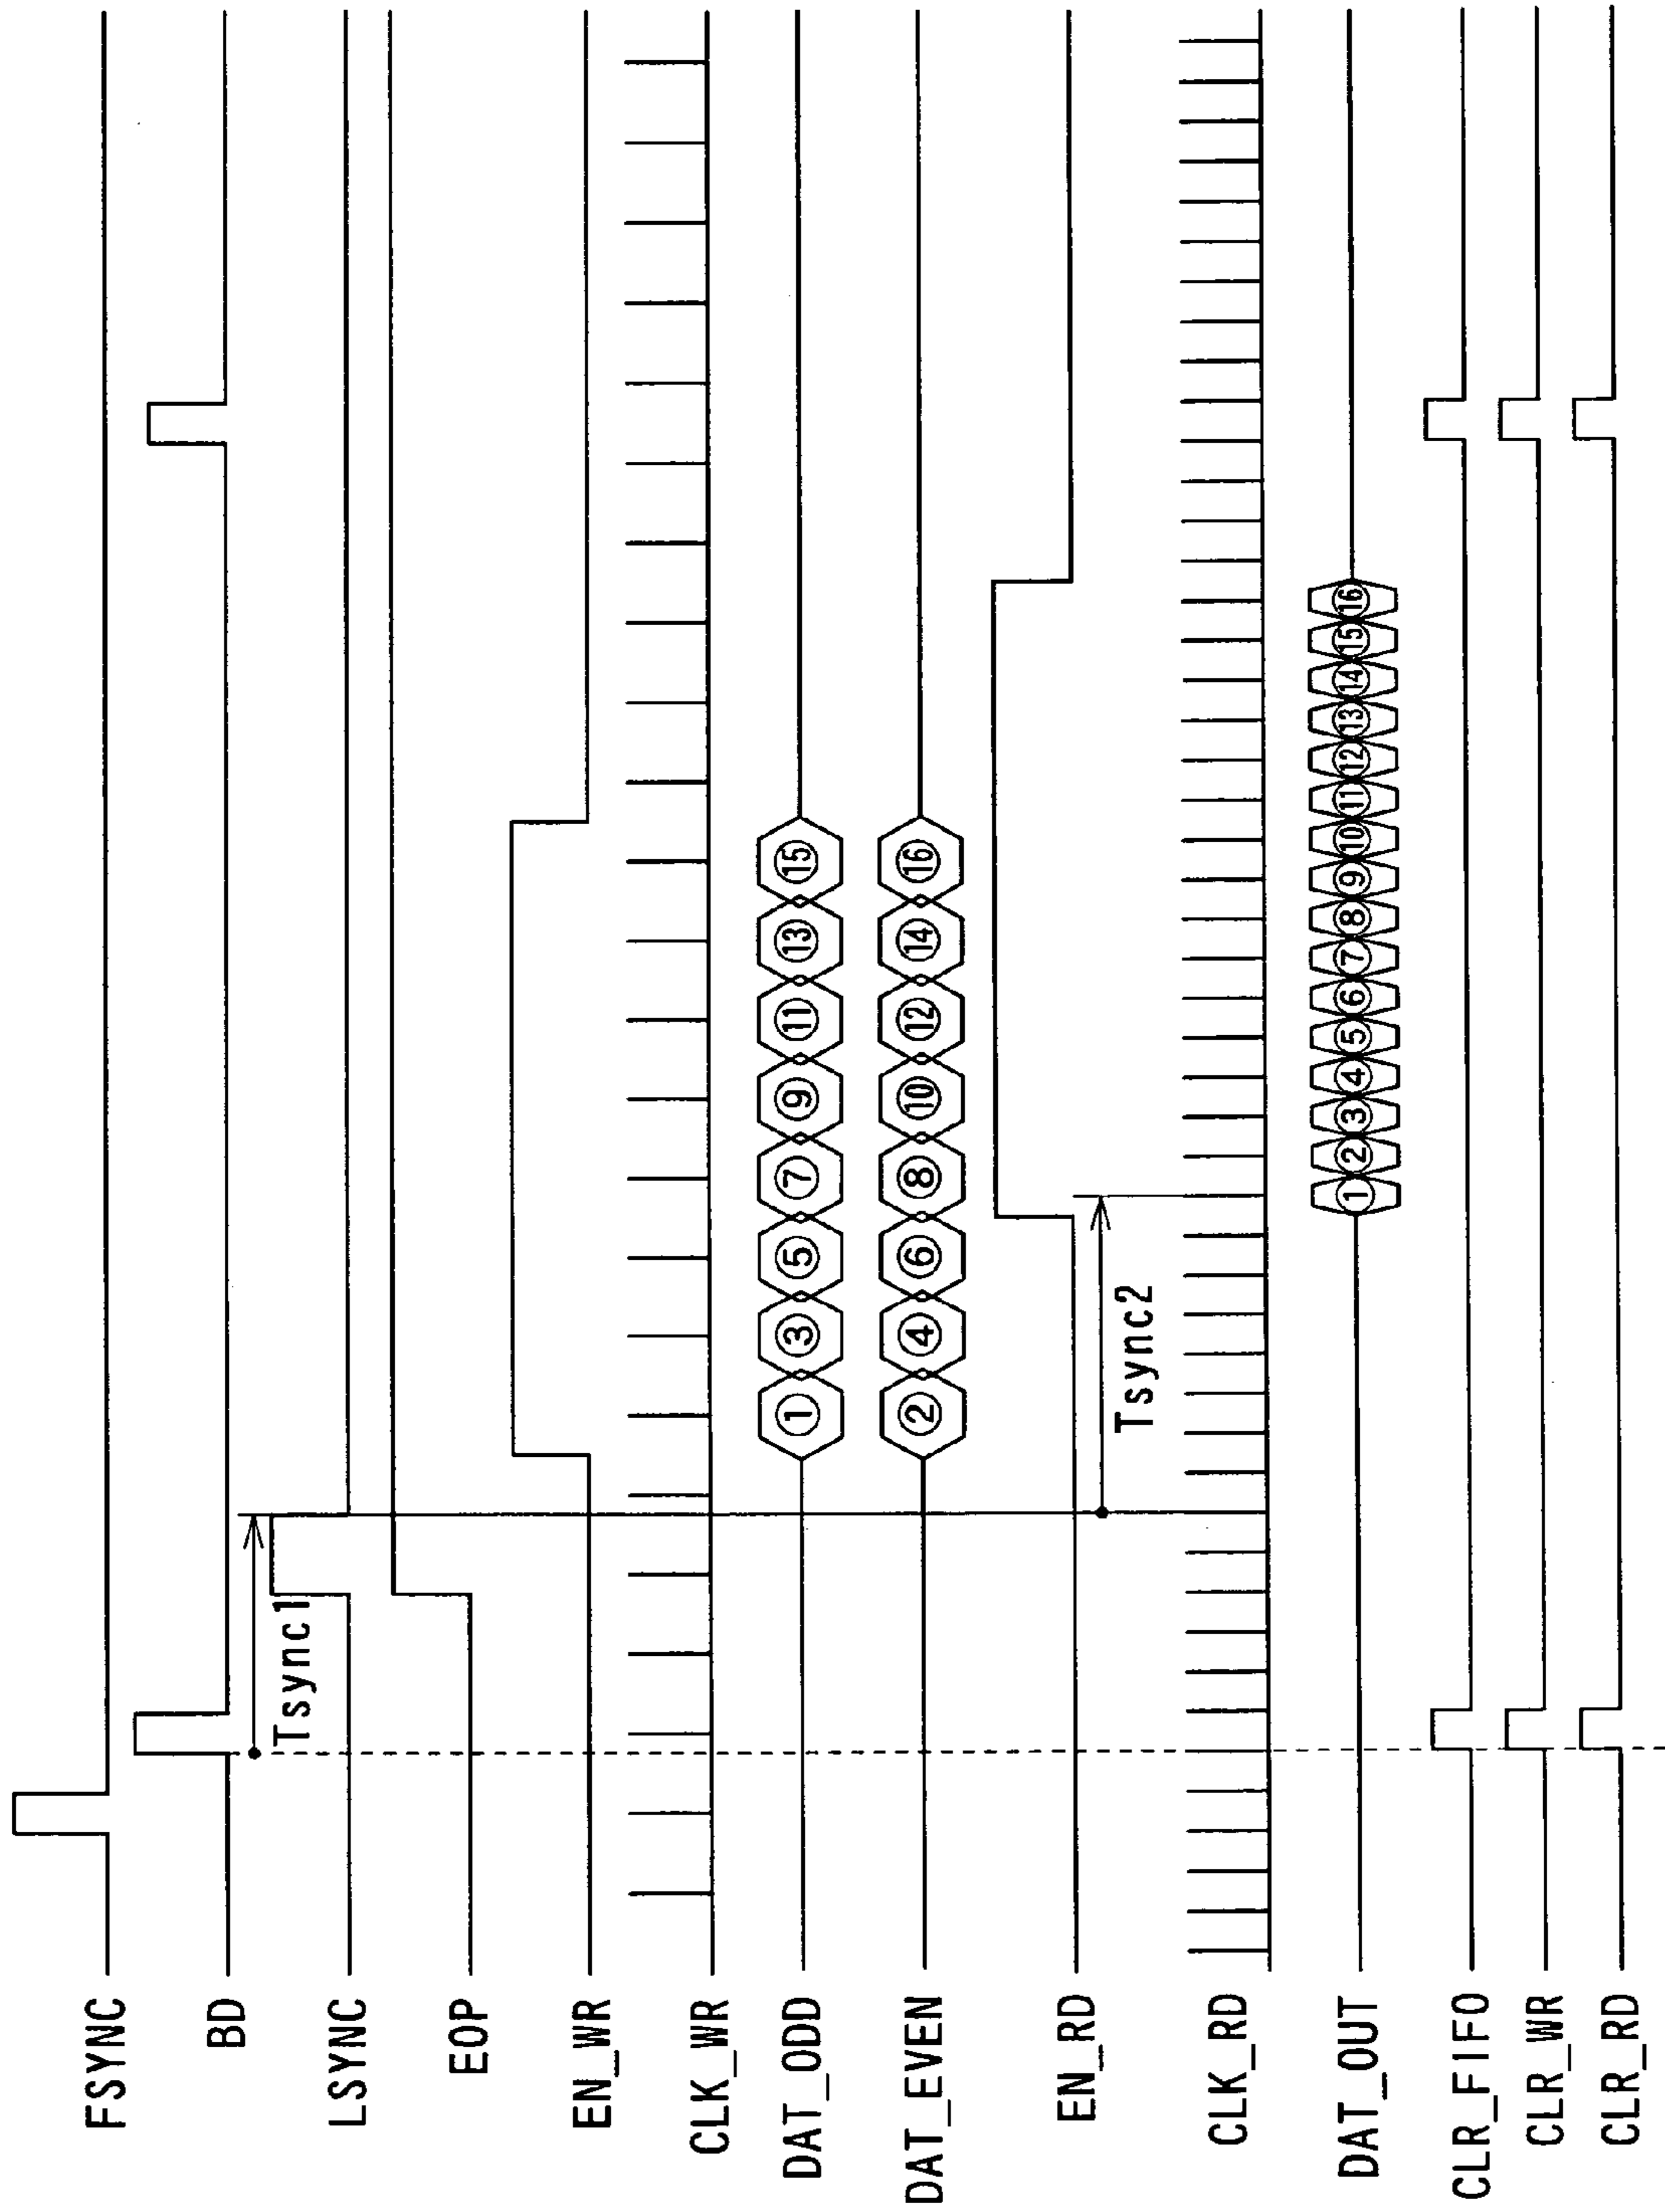 FSYNC
BD
Tsync1
LSYNC
EOP
EN_WR
CLK_WR
DAT_ODD ① ③ ⑤ ⑦ ⑨ ⑪ ⑬ ⑮
DAT_EVEN ② ④ ⑥ ⑧ ⑩ ⑫ ⑭ ⑯
EN_RD
Tsync2
CLK_RD
DAT_OUT ① ② ③ ④ ⑤ ⑥ ⑦ ⑧ ⑨ ⑩ ⑪ ⑫ ⑬ ⑭ ⑮ ⑯
CLR_FIFO
CLR_WR
CLR_RD